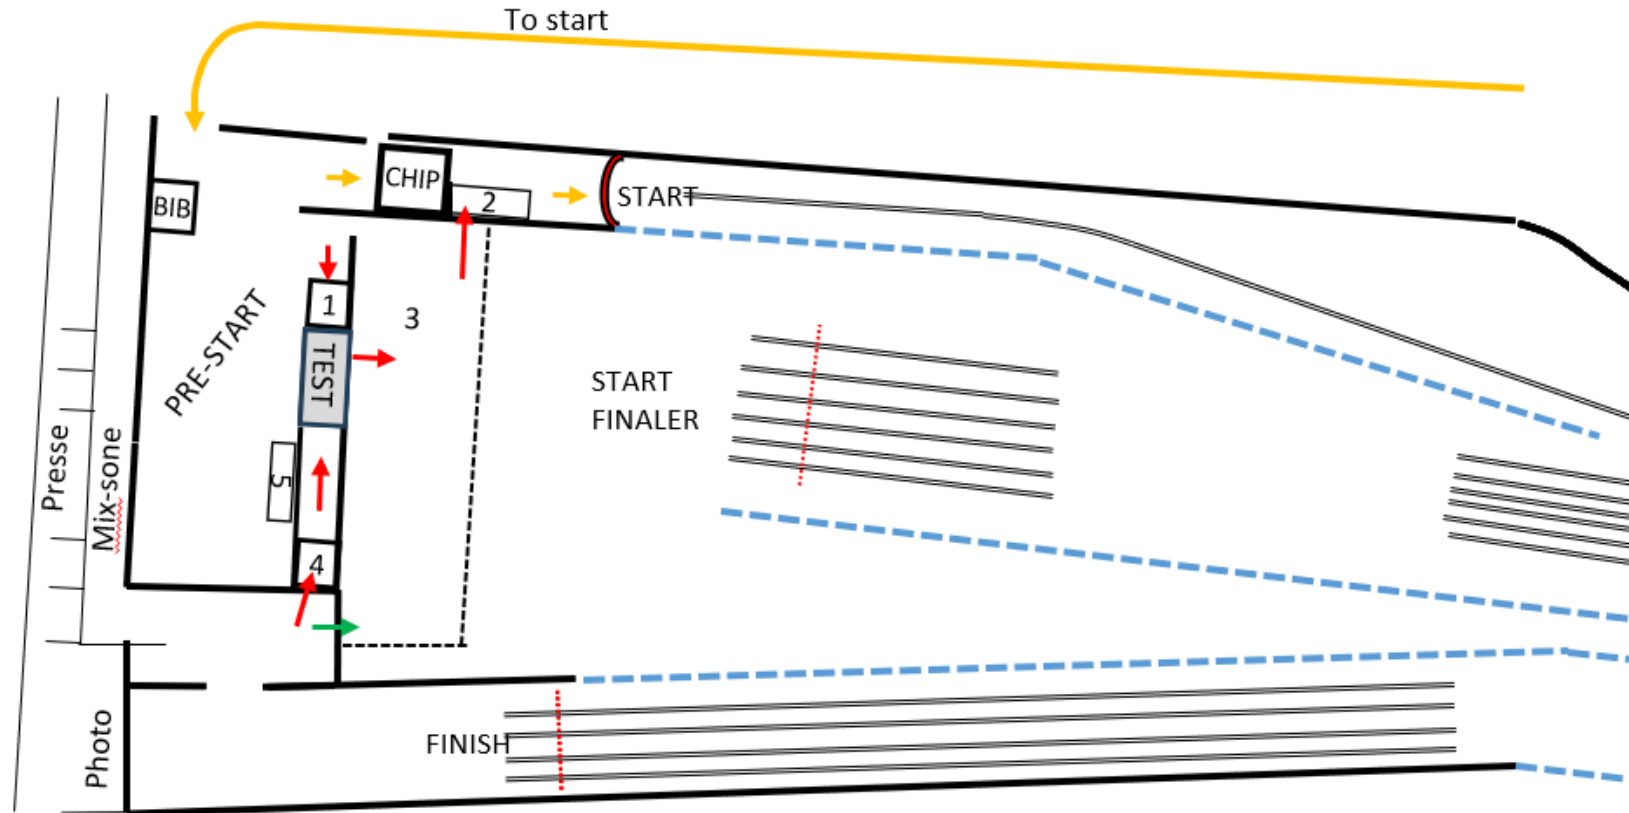 To start
CHIP
BIB
2
START
1
3
PRE-START
TEST
START
FINALER
5
Presse
Mix-sone
4
Photo
FINISH